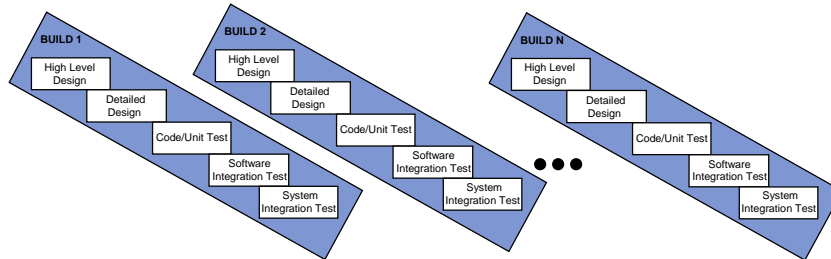 BUILD 1
High Level
Design
Detailed
Design
Code/Unit Test
Software
Integration Test
System
Integration Test
BUILD 2
High Level
Design
Detailed
Design
Code/Unit Test
Software
Integration Test
System
Integration Test
BUILD N
High Level
Design
Detailed
Design
Code/Unit Test
Software
Integration Test
System
Integration Test